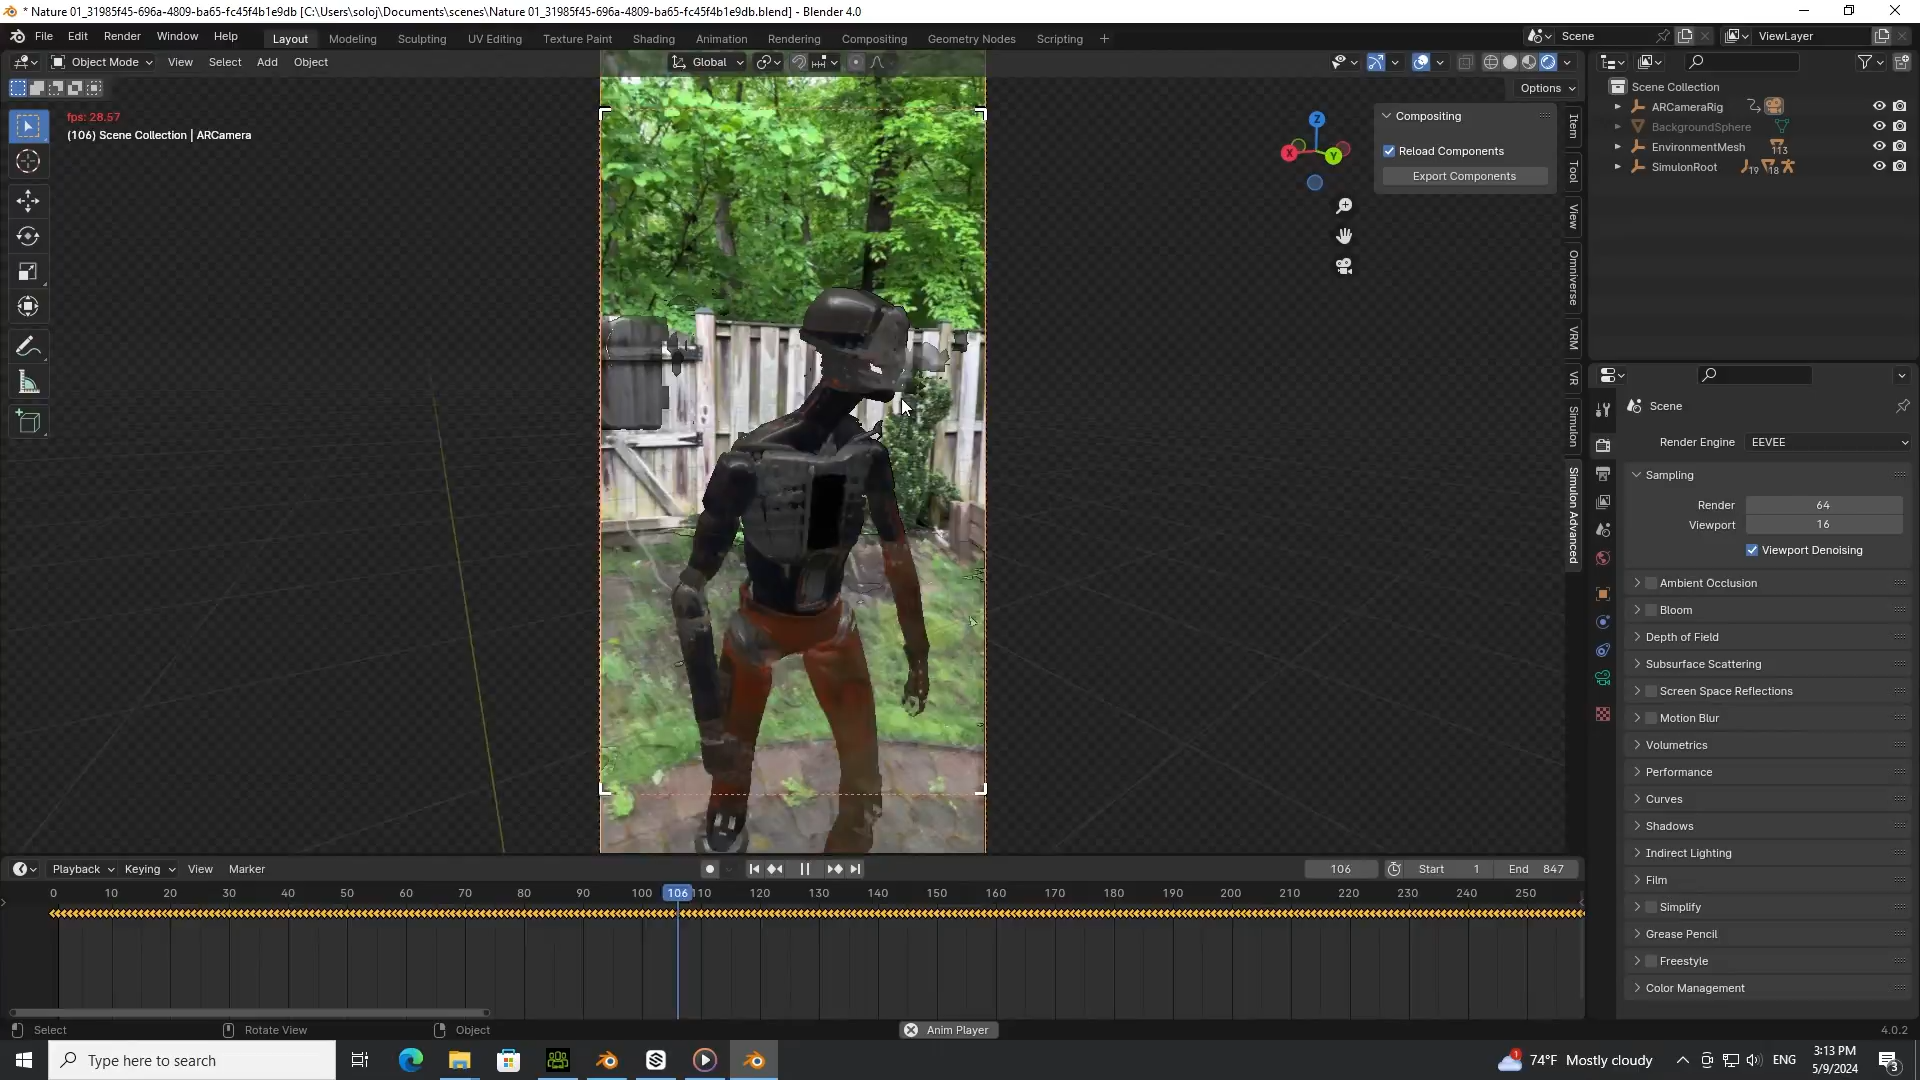 * Nature 01_31985f45-696a-4809-ba65-fc45f4b1e9db [C:\Users\soloj\Documents\scenes\Nature 01_31985f45-696a-4809-ba65-fc45f4b1e9db.blend] - Blender 4.0
File Edit Render Window Help Layout Modeling Sculpting UV Editing Texture Paint Shading Animation Rendering Compositing Geometry Nodes Scripting + Scene ViewLayer
Object Mode View Select Add Object Global
Options
fps: 28.57
(106) Scene Collection | ARCamera
Z
X
Y
Compositing
Reload Components
Export Components
Item
Tool
View
Omniverse
VRM
VR
Simulon
Simulon Advanced
Scene Collection
ARCameraRig
BackgroundSphere
EnvironmentMesh 113
SimulonRoot 19 18
Scene
Render Engine EEVEE
Sampling
Render 64
Viewport 16
Viewport Denoising
Ambient Occlusion
Bloom
Depth of Field
Subsurface Scattering
Screen Space Reflections
Motion Blur
Volumetrics
Performance
Curves
Shadows
Indirect Lighting
Film
Simplify
Grease Pencil
Freestyle
Color Management
Playback Keying View Marker 106 Start 1 End 847
0 10 20 30 40 50 60 70 80 90 100 106 110 120 130 140 150 160 170 180 190 200 210 220 230 240 250
Select Rotate View Object Anim Player 4.0.2
Type here to search 1 74°F Mostly cloudy ENG 3:13 PM
5/9/2024 3